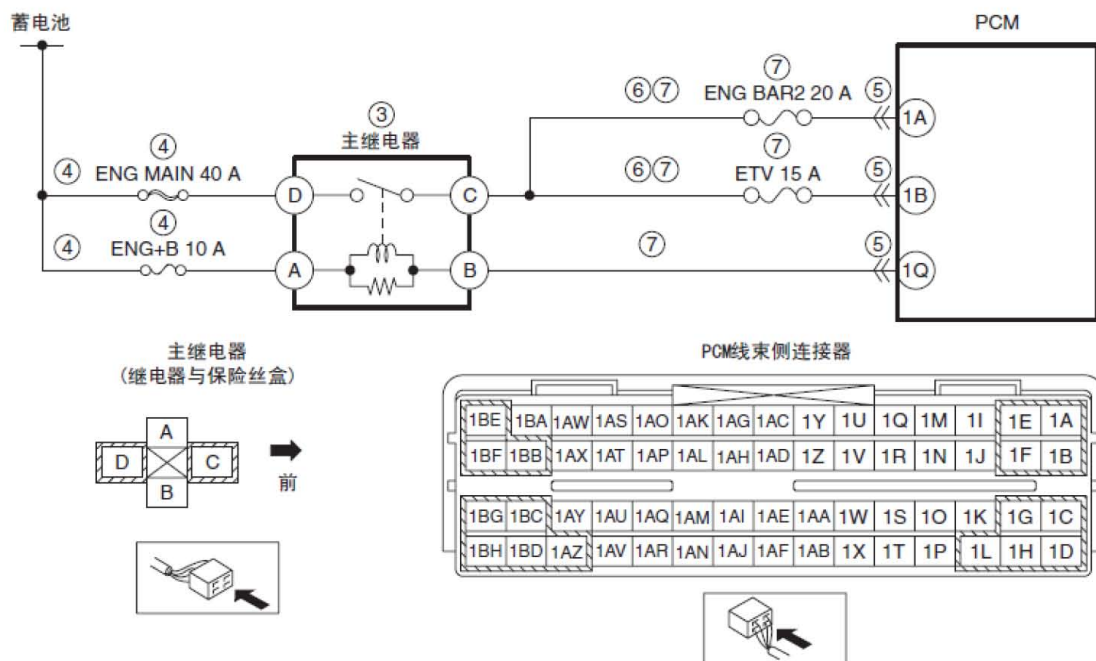 蓄电池
PCM
⑥⑦
⑦
ENG BAR2 20 A
⑤
1A
③
主继电器
④
④
ENG MAIN 40 A
D
C
⑥⑦
⑦
ETV 15 A
⑤
1B
④
④
ENG+B 10 A
A
B
⑦
⑤
1Q
主继电器
(继电器与保险丝盒)
A
D
C
B
前
PCM线束侧连接器
1BE 1BA 1AW 1AS 1AO 1AK 1AG 1AC 1Y 1U 1Q 1M 1I 1E 1A
1BF 1BB 1AX 1AT 1AP 1AL 1AH 1AD 1Z 1V 1R 1N 1J 1F 1B
1BG 1BC 1AY 1AU 1AQ 1AM 1AI 1AE 1AA 1W 1S 1O 1K 1G 1C
1BH 1BD 1AZ 1AV 1AR 1AN 1AJ 1AF 1AB 1X 1T 1P 1L 1H 1D